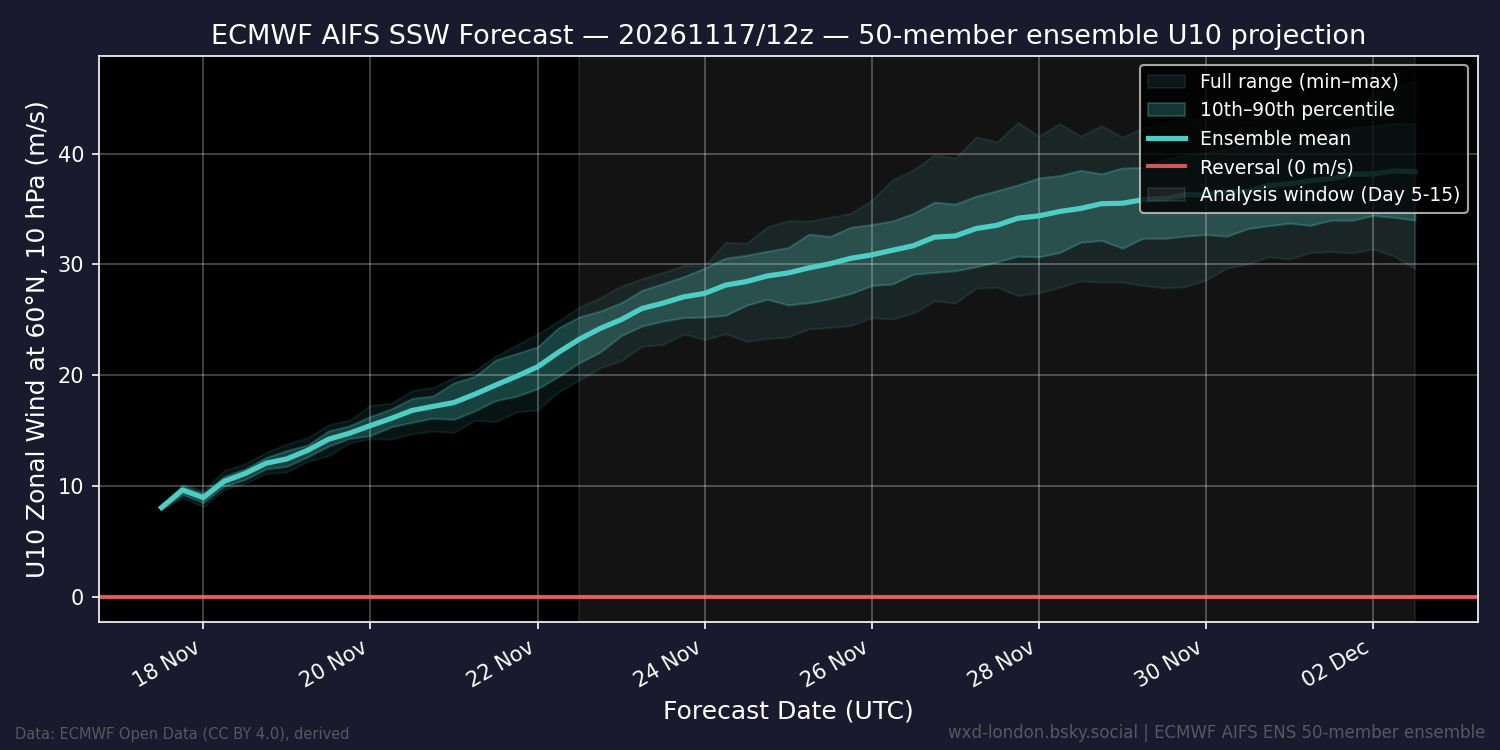 ECMWF AIFS SSW Forecast — 20261117/12z — 50-member ensemble U10 projection
Full range (min–max)
10th–90th percentile
Ensemble mean
Reversal (0 m/s)
Analysis window (Day 5-15)
U10 Zonal Wind at 60°N, 10 hPa (m/s)
40
30
20
10
0
18 Nov
20 Nov
22 Nov
24 Nov
26 Nov
28 Nov
30 Nov
02 Dec
Forecast Date (UTC)
Data: ECMWF Open Data (CC BY 4.0), derived
wxd-london.bsky.social | ECMWF AIFS ENS 50-member ensemble